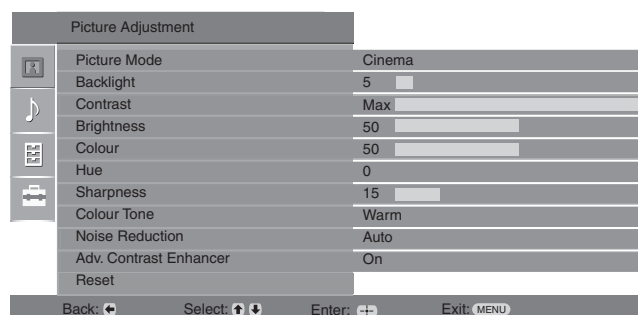 Picture Adjustment
Picture Mode Cinema
Backlight 5
Contrast Max
Brightness 50
Colour 50
Hue 0
Sharpness 15
Colour Tone Warm
Noise Reduction Auto
Adv. Contrast Enhancer On
Reset
Back: Select: Enter: Exit: MENU